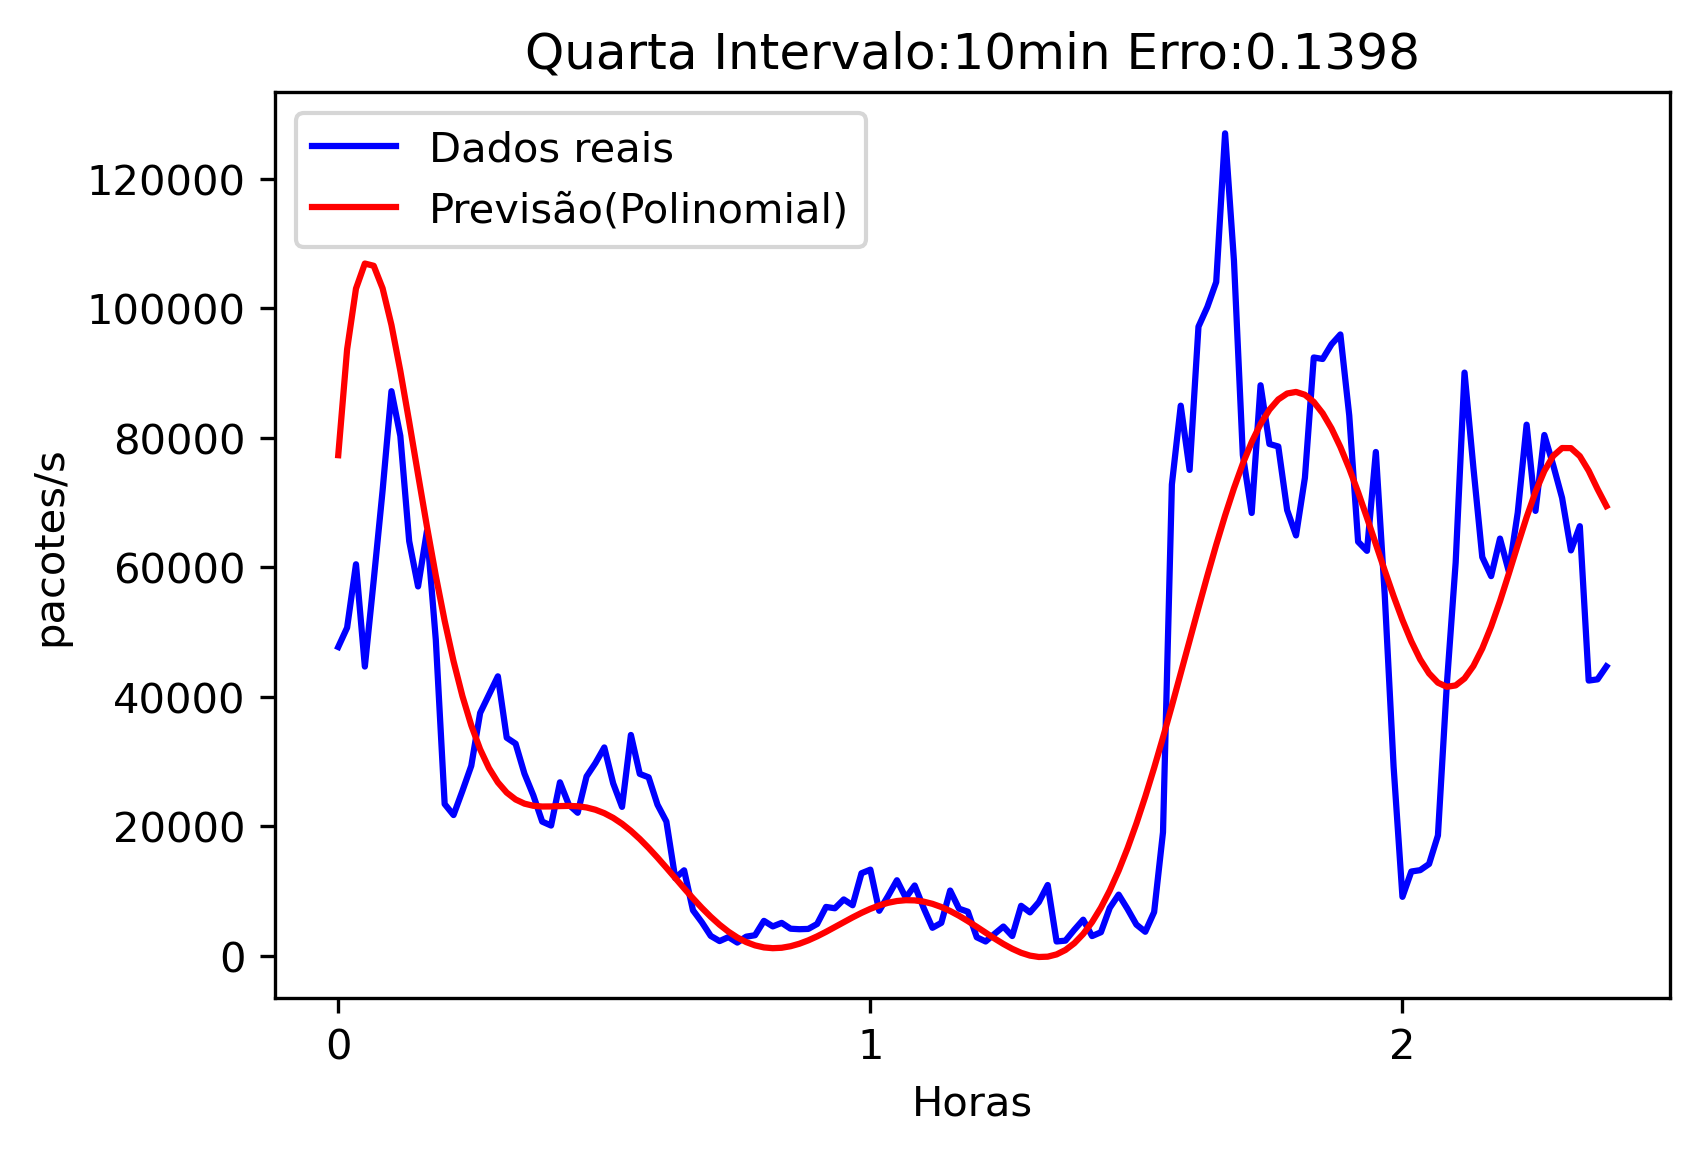 Quarta Intervalo:10min Erro:0.1398
Dados reais
Previsão(Polinomial)
120000
100000
80000
60000
40000
20000
0
pacotes/s
0 1 2
Horas